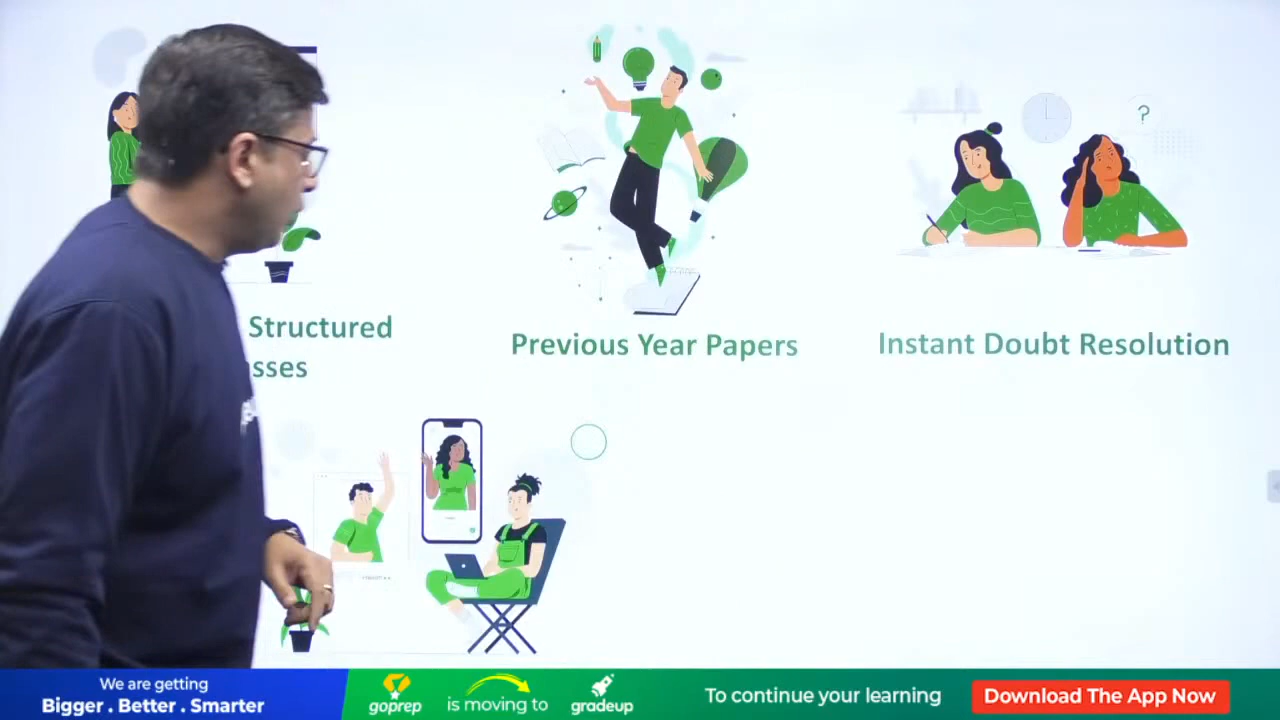 Structured
sses
Previous Year Papers
Instant Doubt Resolution
?
We are getting
Bigger . Better . Smarter
goprep
is moving to
gradeup
To continue your learning
Download The App Now